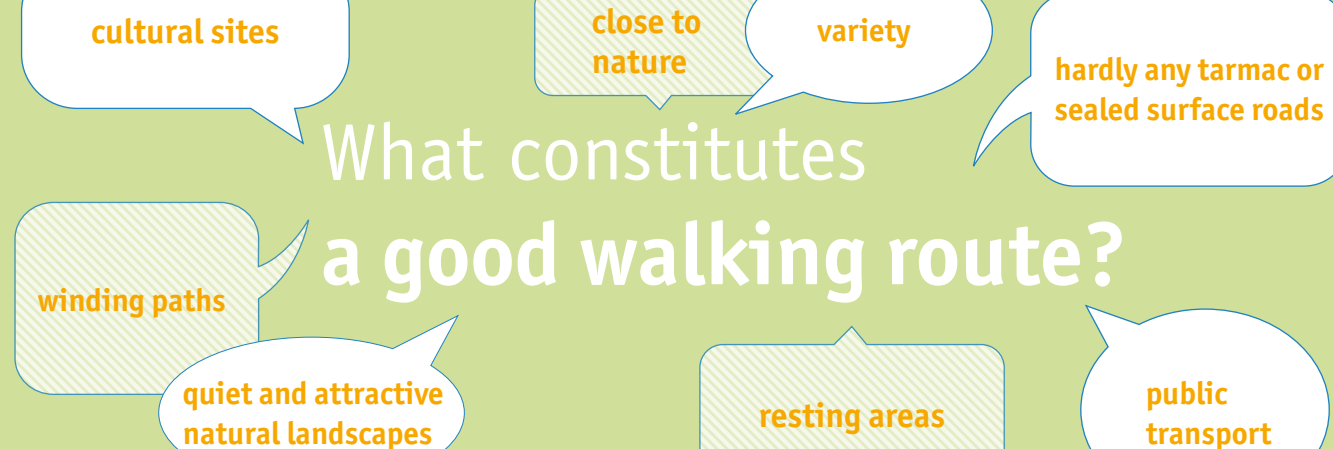 cultural sites
close to
nature
variety
hardly any tarmac or
sealed surface roads
What constitutes
a good walking route?
winding paths
quiet and attractive
natural landscapes
resting areas
public
transport